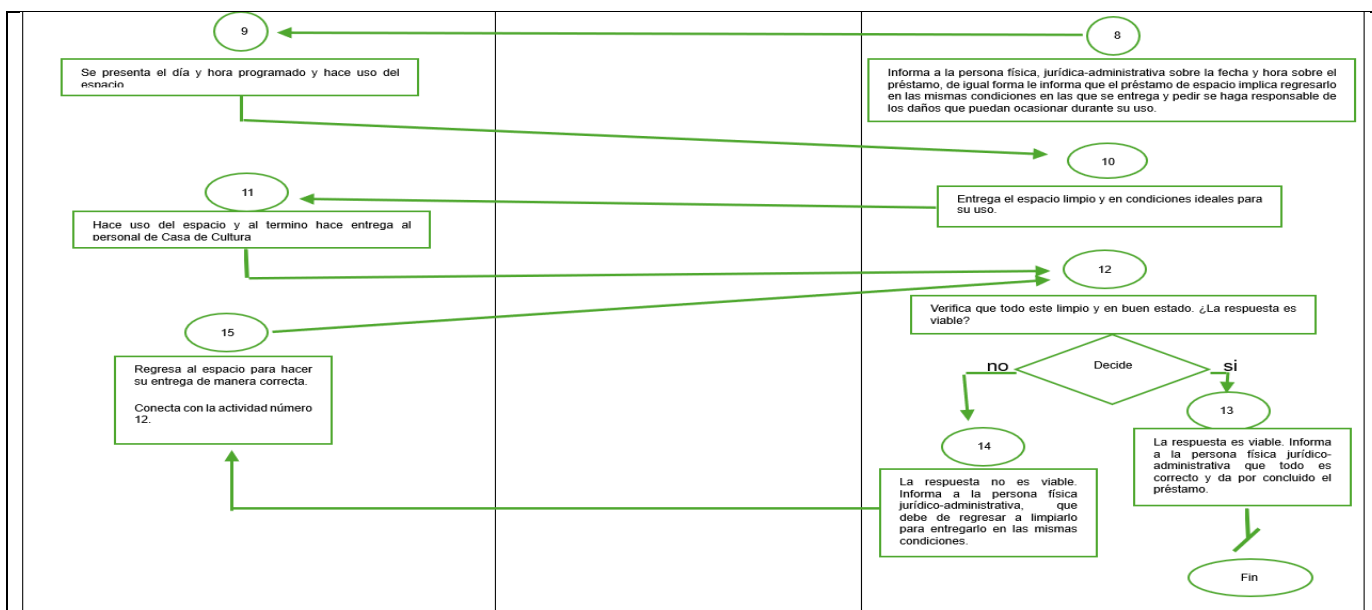 9
8
Se presenta el día y hora programado y hace uso del
espacio
Informa a la persona física, jurídica-administrativa sobre la fecha y hora sobre el
préstamo, de igual forma le informa que el préstamo de espacio implica regresarlo
en las mismas condiciones en las que se entrega y pedir se haga responsable de
los daños que puedan ocasionar durante su uso.
10
Entrega el espacio limpio y en condiciones ideales para
su uso.
11
Hace uso del espacio y al termino hace entrega al
personal de Casa de Cultura
12
Verifica que todo este limpio y en buen estado. ¿La respuesta es
viable?
15
Regresa al espacio para hacer
su entrega de manera correcta.
Conecta con la actividad número
12.
no
Decide
si
13
La respuesta es viable. Informa
a la persona física jurídico-
administrativa que todo es
correcto y da por concluido el
préstamo.
14
La respuesta no es viable.
Informa a la persona física
jurídico-administrativa, que
debe de regresar a limpiarlo
para entregarlo en las mismas
condiciones.
Fin